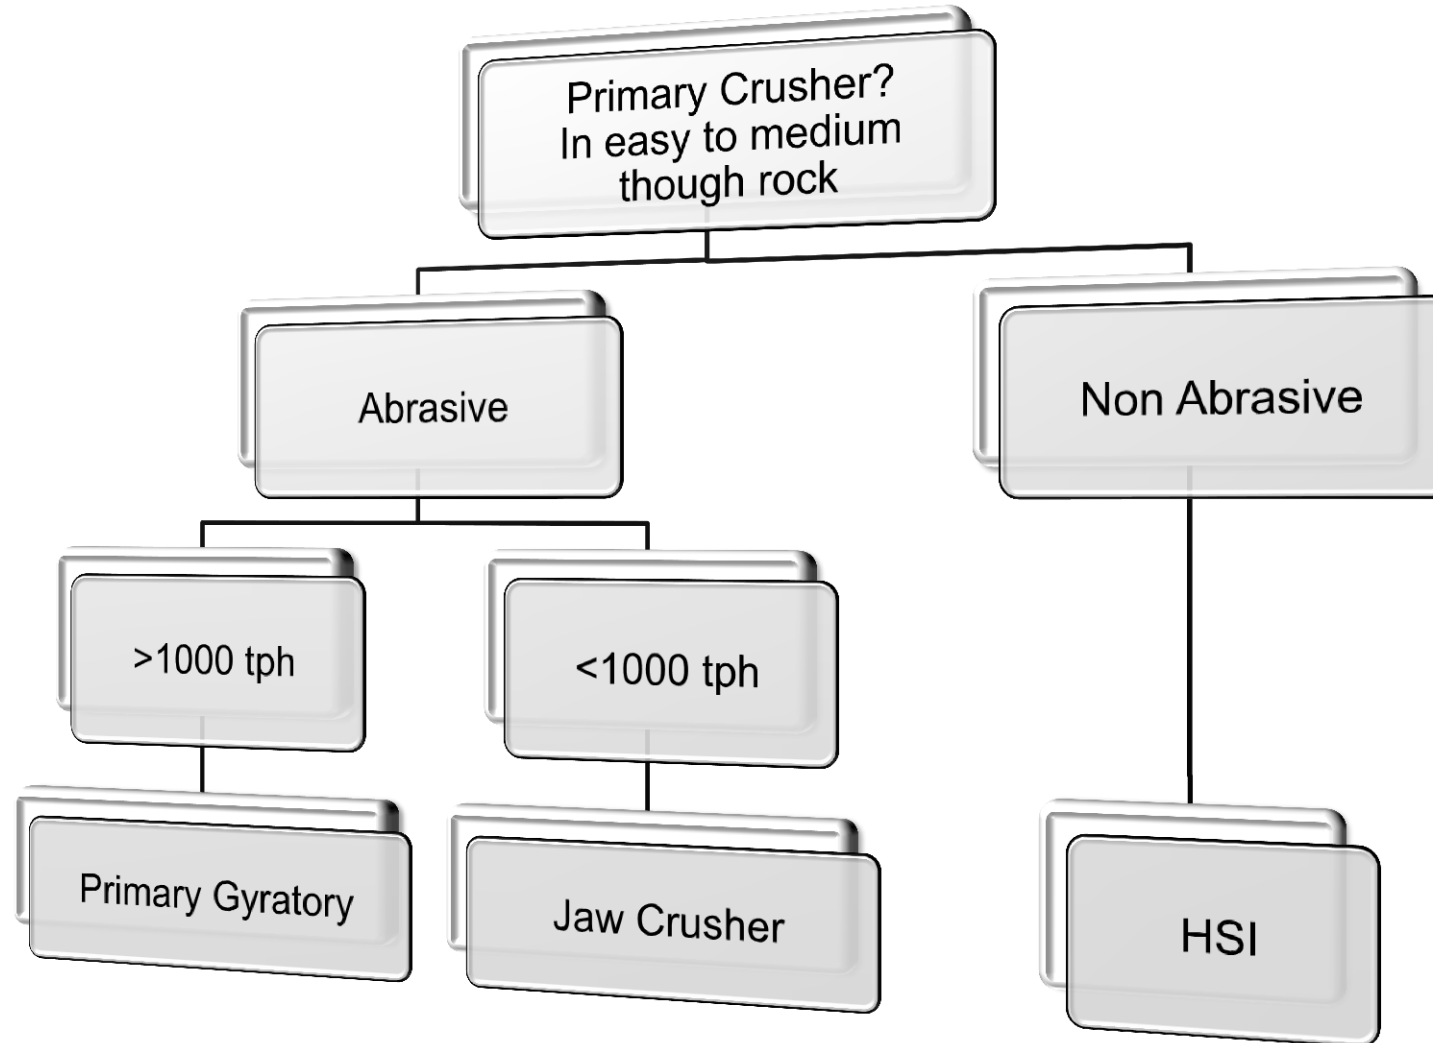 Primary Crusher?
In easy to medium
though rock
Abrasive
Non Abrasive
>1000 tph
<1000 tph
Primary Gyratory
Jaw Crusher
HSI